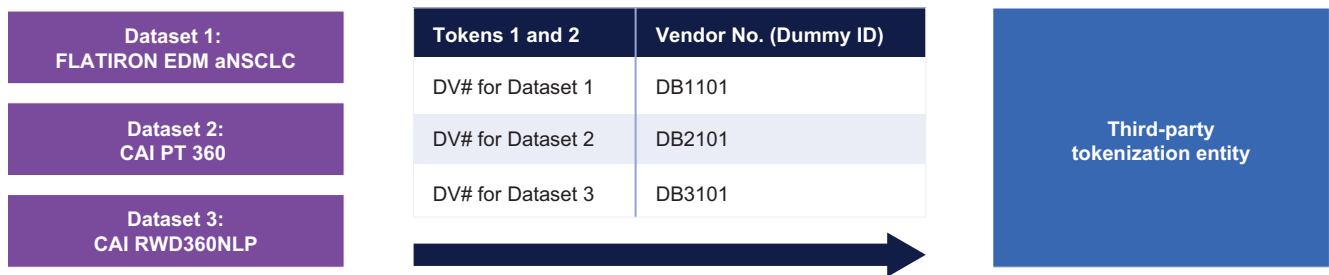 Dataset 1:
FLATIRON EDM aNSCLC
Dataset 2:
CAI PT 360
Dataset 3:
CAI RWD360NLP
Tokens 1 and 2 Vendor No. (Dummy ID)
DV# for Dataset 1 DB1101
DV# for Dataset 2 DB2101
DV# for Dataset 3 DB3101
Third-party
tokenization entity